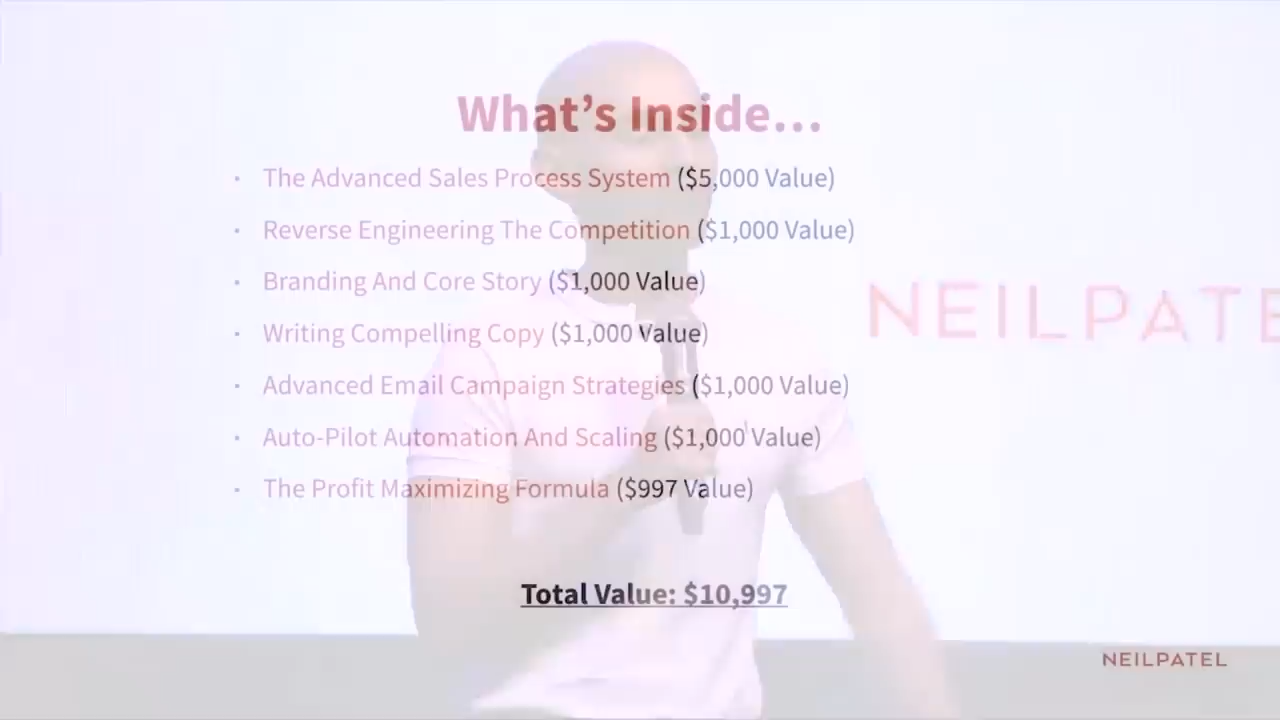 What's Inside...
• The Advanced Sales Process System ($5,000 Value)
• Reverse Engineering The Competition ($1,000 Value)
NEILPATE
• Branding And Core Story ($1,000 Value)
• Writing Compelling Copy ($1,000 Value)
• Advanced Email Campaign Strategies ($1,000 Value)
• Auto-Pilot Automation And Scaling ($1,000 Value)
• The Profit Maximizing Formula ($997 Value)
Total Value: $10,997
NEILPATEL